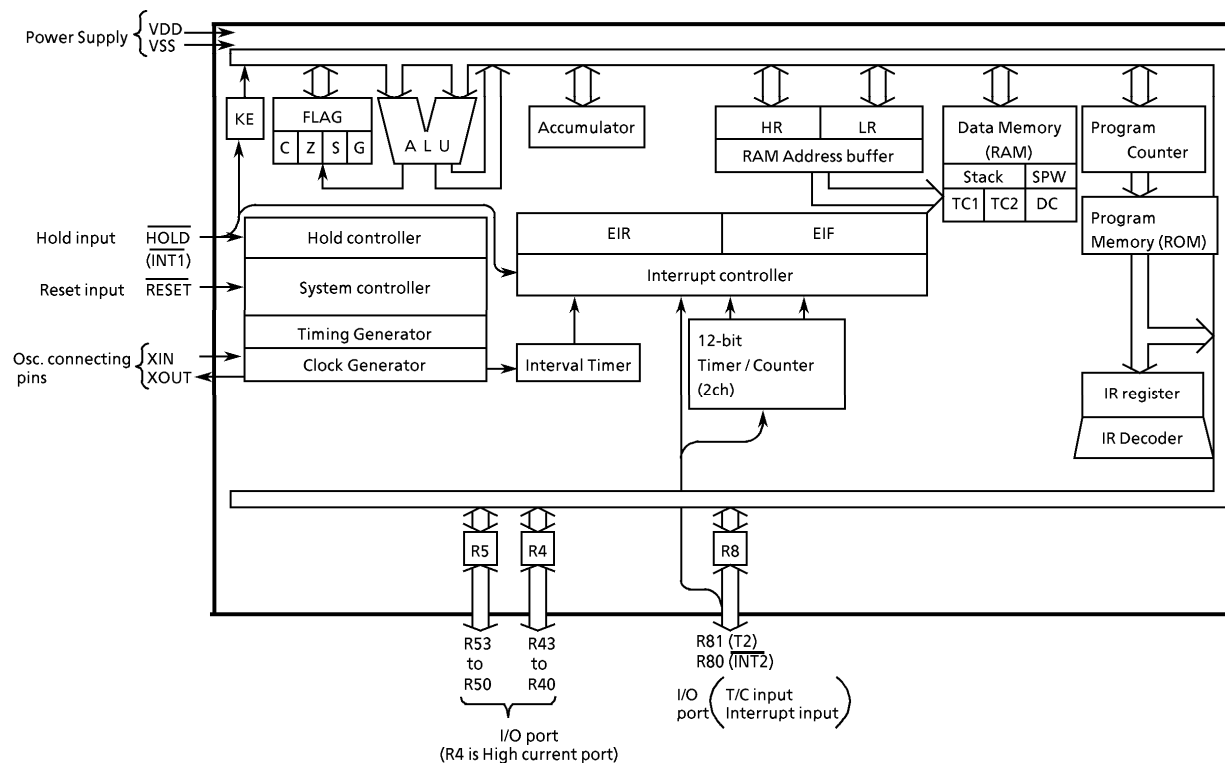 Power Supply
VDD
VSS
KE
FLAG
C Z S G
A L U
Accumulator
HR LR
RAM Address buffer
Data Memory
(RAM)
Stack SPW
TC1 TC2 DC
Program
Counter
Program
Memory (ROM)
Hold input HOLD
(INT1)
Reset input RESET
Osc. connecting
pins
XIN
XOUT
Hold controller
System controller
Timing Generator
Clock Generator
EIR EIF
Interrupt controller
Interval Timer
12-bit
Timer / Counter
(2ch)
IR register
IR Decoder
R5 R4 R8
R53
to
R50
R43
to
R40
I/O port
(R4 is High current port)
R81 (T2)
R80 (INT2)
I/O
port
T/C input
Interrupt input